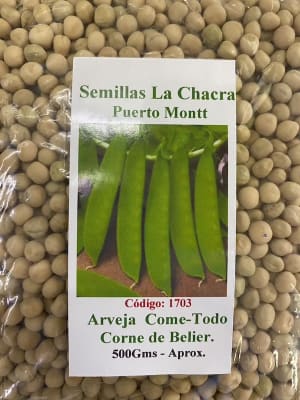 Semillas La Chacra
Puerto Montt
Código: 1703
Arveja Come-Todo
Corne de Belier.
500Gms - Aprox.